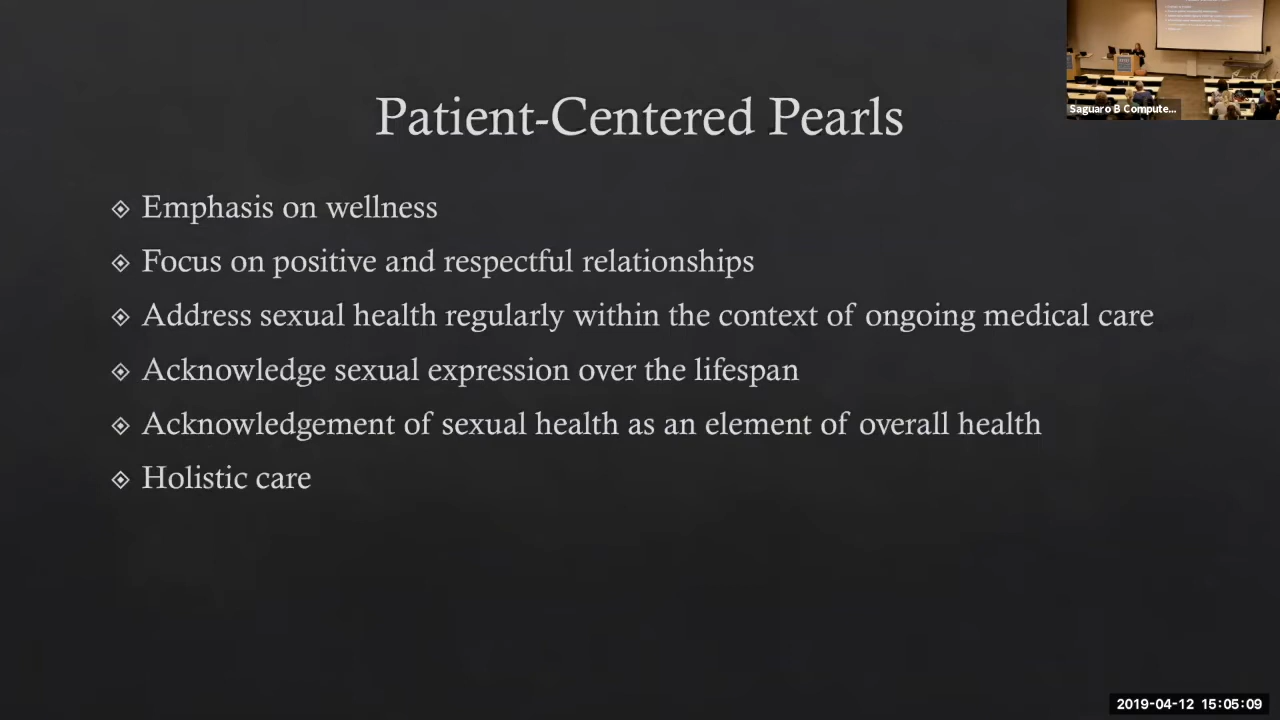 Patient-Centered Pearls
Emphasis on wellness
Focus on positive and respectful relationships
Address sexual health regularly within the context of ongoing medical care
Acknowledge sexual expression over the lifespan
Acknowledgement of sexual health as an element of overall health
Holistic care
Saguaro B Compute...
2019-04-12 15:05:09